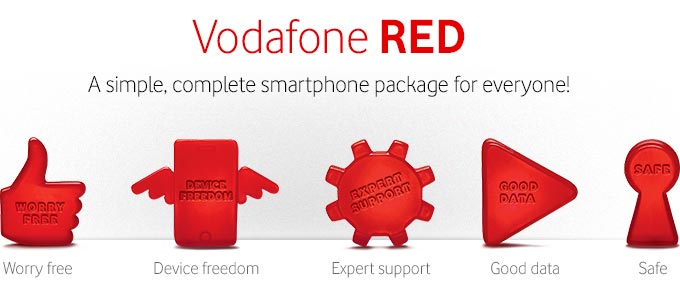 Vodafone RED
A simple, complete smartphone package for everyone!
WORRY
FREE
DEVICE
FREEDOM
EXPERT
SUPPORT
GOOD
DATA
SAFE
Worry free
Device freedom
Expert support
Good data
Safe